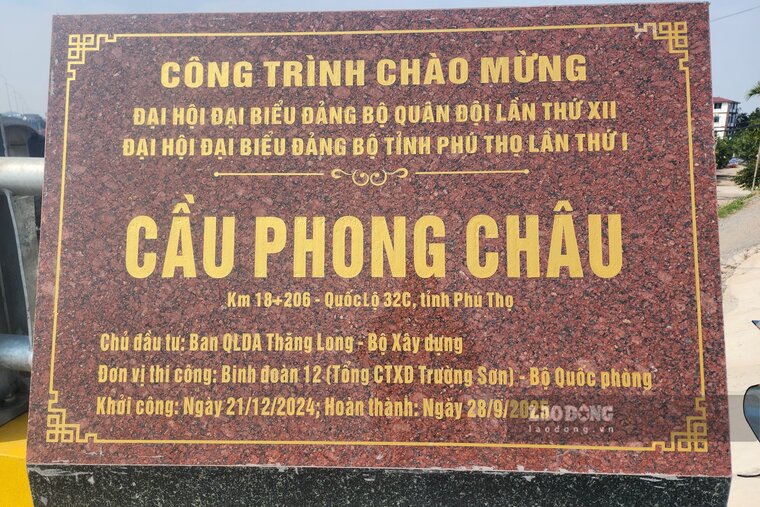 CÔNG TRÌNH CHÀO MỪNG
ĐẠI HỘI ĐẠI BIỂU ĐẢNG BỘ QUÂN ĐỘI LẦN THỨ XII
ĐẠI HỘI ĐẠI BIỂU ĐẢNG BỘ TỈNH PHÚ THỌ LẦN THỨ I
CẦU PHONG CHÂU
Km 18+206 - Quốc Lộ 32C, tỉnh Phú Thọ
Chủ đầu tư: Ban QLDA Thăng Long - Bộ Xây dựng
Đơn vị thi công: Binh đoàn 12 (Tổng CTXD Trường Sơn) - Bộ Quốc phòng
Khởi công: Ngày 21/12/2024; Hoàn thành: Ngày 28/9/2025
LAO ĐỘNG
laodong.vn